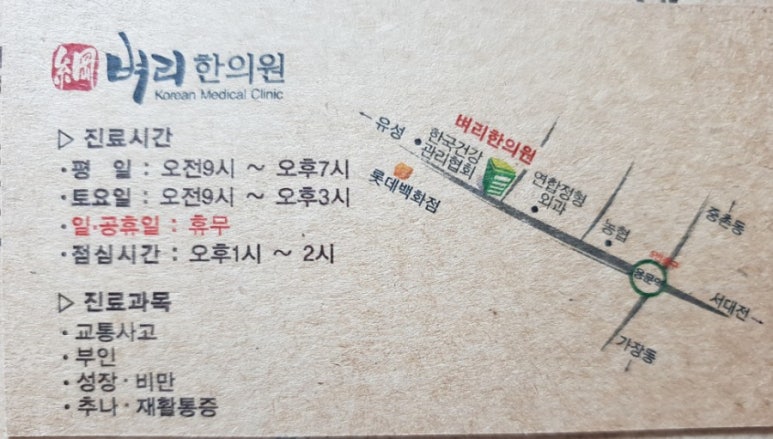 網 벼리 한의원
Korean Medical Clinic
▷ 진료시간
·평 일 : 오전9시 ~ 오후7시
·토요일 : 오전9시 ~ 오후3시
·일·공휴일 : 휴무
·점심시간 : 오후1시 ~ 2시
▷ 진료과목
·교통사고
·부인
·성장·비만
·추나·재활통증
←유성
한국건강
관리협회
벼리한의원
롯데백화점
연합정형
외과
농협
중촌동
용문역
서대전→
가장동